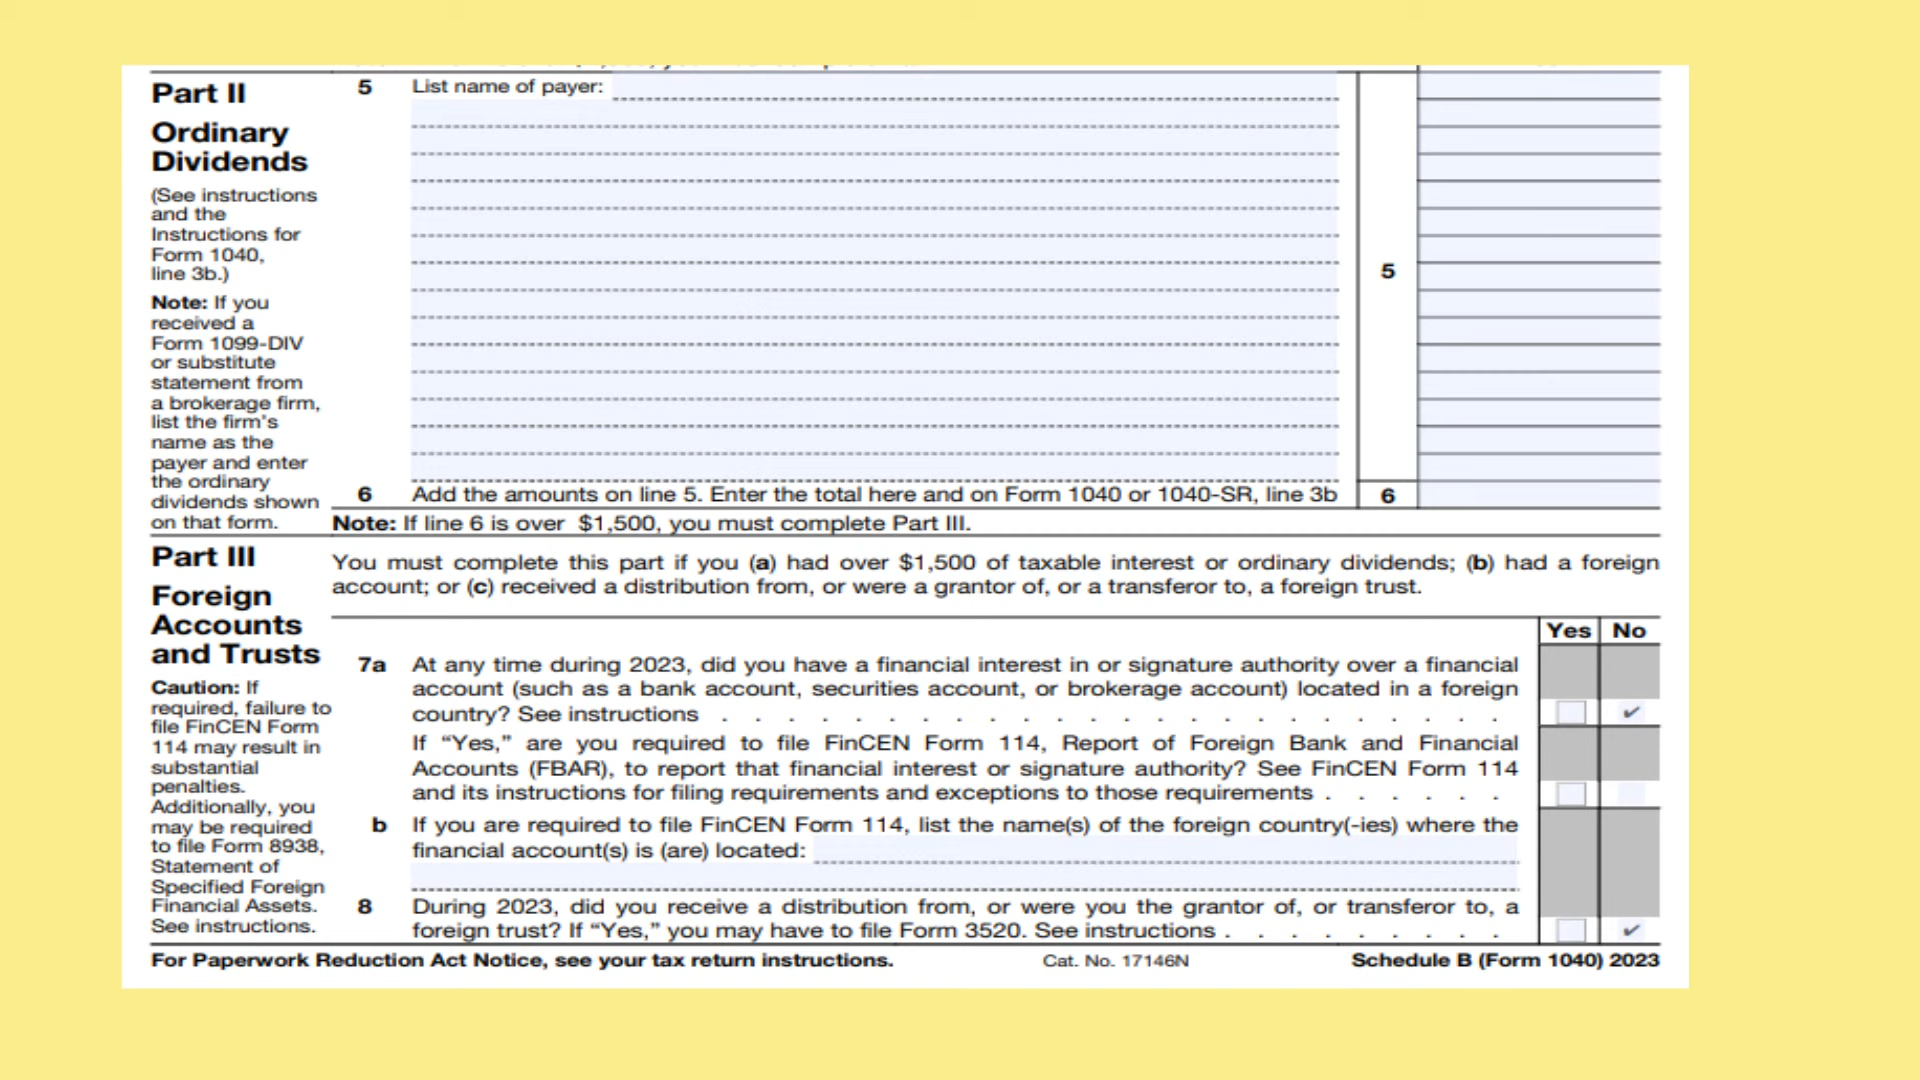 Part II
Ordinary
Dividends
(See instructions
and the
Instructions for
Form 1040,
line 3b.)
Note: If you
received a
Form 1099-DIV
or substitute
statement from
a brokerage firm,
list the firm's
name as the
payer and enter
the ordinary
dividends shown
on that form.
5 List name of payer:
5
6 Add the amounts on line 5. Enter the total here and on Form 1040 or 1040-SR, line 3b 6
Note: If line 6 is over $1,500, you must complete Part III.
Part III
Foreign
Accounts
and Trusts
Caution: If
required, failure to
file FinCEN Form
114 may result in
substantial
penalties.
Additionally, you
may be required
to file Form 8938,
Statement of
Specified Foreign
Financial Assets.
See instructions.
You must complete this part if you (a) had over $1,500 of taxable interest or ordinary dividends; (b) had a foreign
account; or (c) received a distribution from, or were a grantor of, or a transferor to, a foreign trust.
Yes No
7a At any time during 2023, did you have a financial interest in or signature authority over a financial
account (such as a bank account, securities account, or brokerage account) located in a foreign
country? See instructions . . . . . . . . . . . . . . . . . . . . . . . . ✔
If “Yes,” are you required to file FinCEN Form 114, Report of Foreign Bank and Financial
Accounts (FBAR), to report that financial interest or signature authority? See FinCEN Form 114
and its instructions for filing requirements and exceptions to those requirements . . . . . .
b If you are required to file FinCEN Form 114, list the name(s) of the foreign country(-ies) where the
financial account(s) is (are) located:
8 During 2023, did you receive a distribution from, or were you the grantor of, or transferor to, a
foreign trust? If “Yes,” you may have to file Form 3520. See instructions . . . . . . . . . ✔
For Paperwork Reduction Act Notice, see your tax return instructions. Cat. No. 17146N Schedule B (Form 1040) 2023